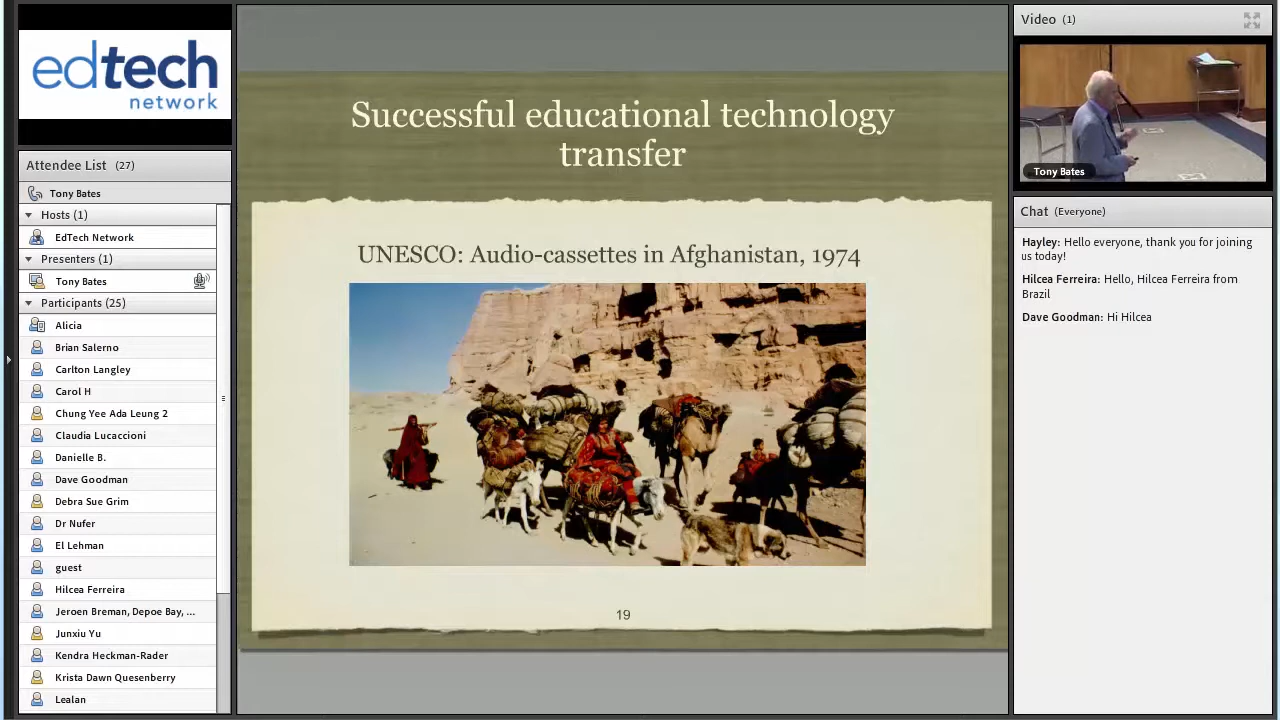 edtech
network
Attendee List (27)
Tony Bates
Hosts (1)
EdTech Network
Presenters (1)
Tony Bates
Participants (25)
Alicia
Brian Salerno
Carlton Langley
Carol H
Chung Yee Ada Leung 2
Claudia Lucaccioni
Danielle B.
Dave Goodman
Debra Sue Grim
Dr Nufer
El Lehman
guest
Hilcea Ferreira
Jeroen Breman, Depoe Bay, ...
Junxiu Yu
Kendra Heckman-Rader
Krista Dawn Quesenberry
Lealan
Successful educational technology
transfer
UNESCO: Audio-cassettes in Afghanistan, 1974
19
Video (1)
Tony Bates
Chat (Everyone)
Hayley: Hello everyone, thank you for joining
us today!
Hilcea Ferreira: Hello, Hilcea Ferreira from
Brazil
Dave Goodman: Hi Hilcea